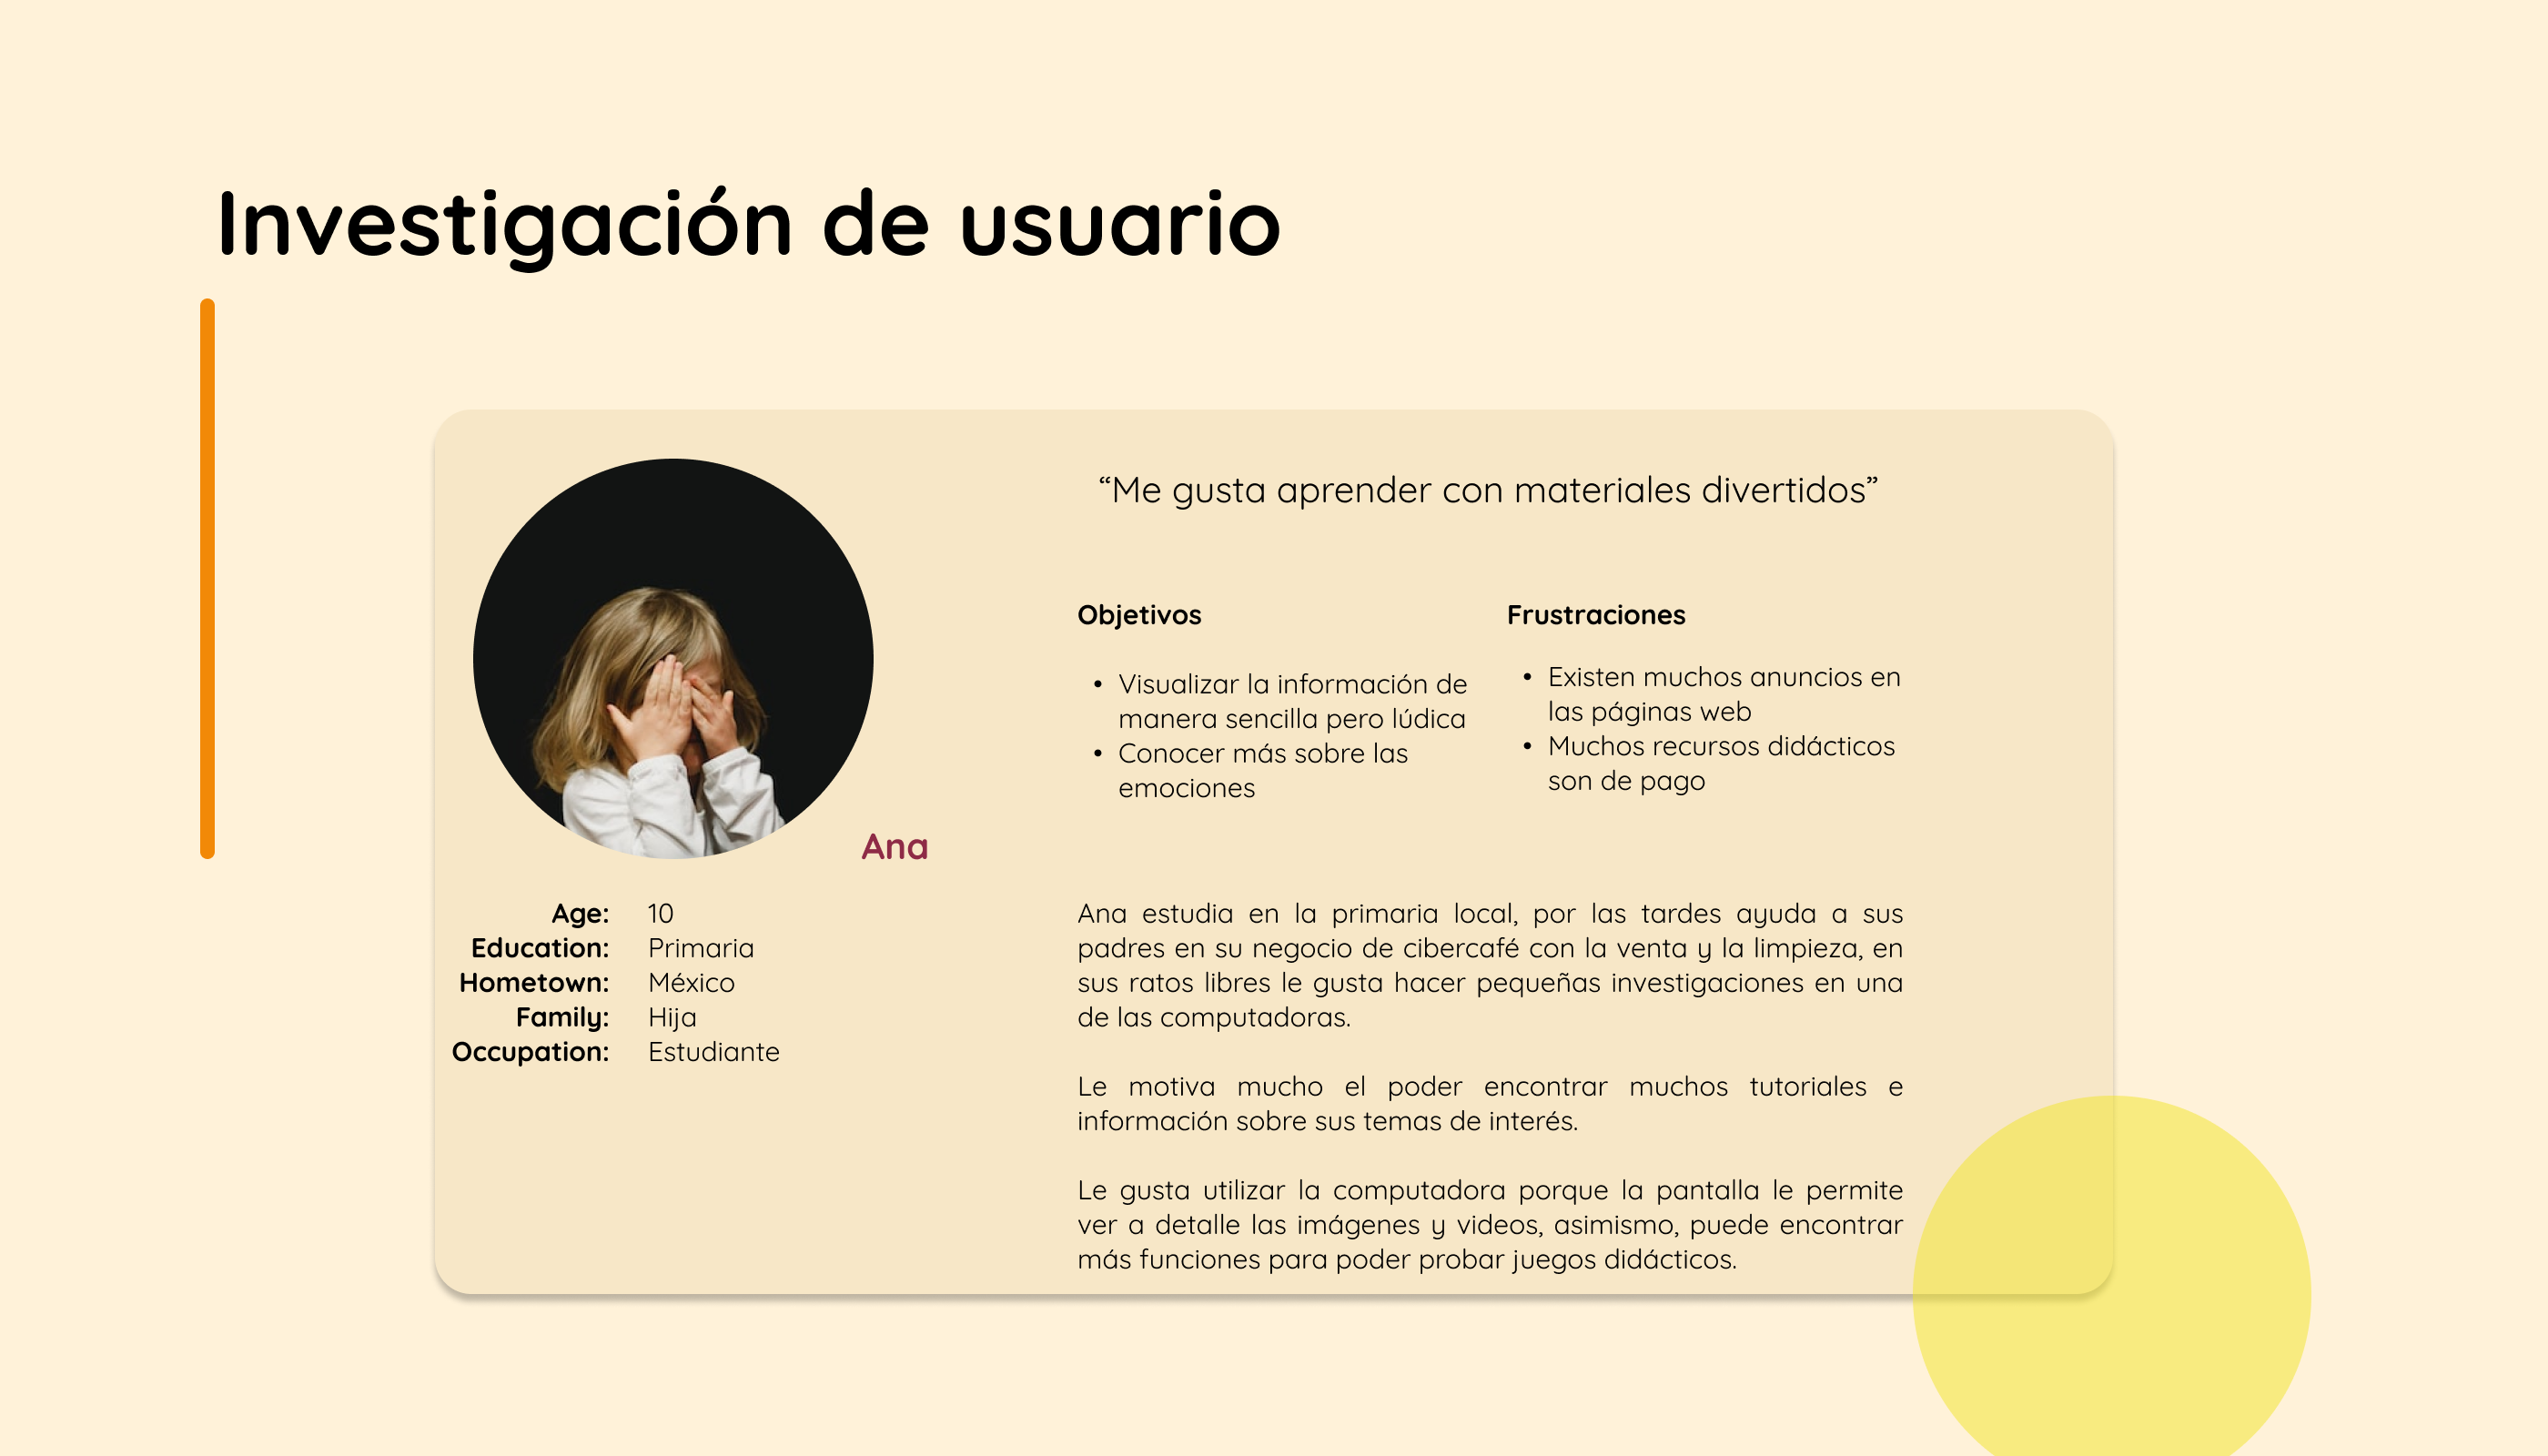 Investigación de usuario
“Me gusta aprender con materiales divertidos”
Objetivos
• Visualizar la información de
manera sencilla pero lúdica
• Conocer más sobre las
emociones
Frustraciones
• Existen muchos anuncios en
las páginas web
• Muchos recursos didácticos
son de pago
Ana
Age: 10
Education: Primaria
Hometown: México
Family: Hija
Occupation: Estudiante
Ana estudia en la primaria local, por las tardes ayuda a sus
padres en su negocio de cibercafé con la venta y la limpieza, en
sus ratos libres le gusta hacer pequeñas investigaciones en una
de las computadoras.
Le motiva mucho el poder encontrar muchos tutoriales e
información sobre sus temas de interés.
Le gusta utilizar la computadora porque la pantalla le permite
ver a detalle las imágenes y videos, asimismo, puede encontrar
más funciones para poder probar juegos didácticos.